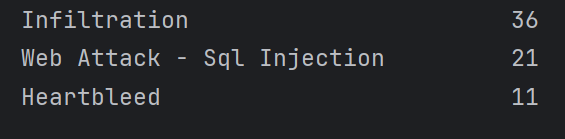 Infiltration 36
Web Attack - Sql Injection 21
Heartbleed 11